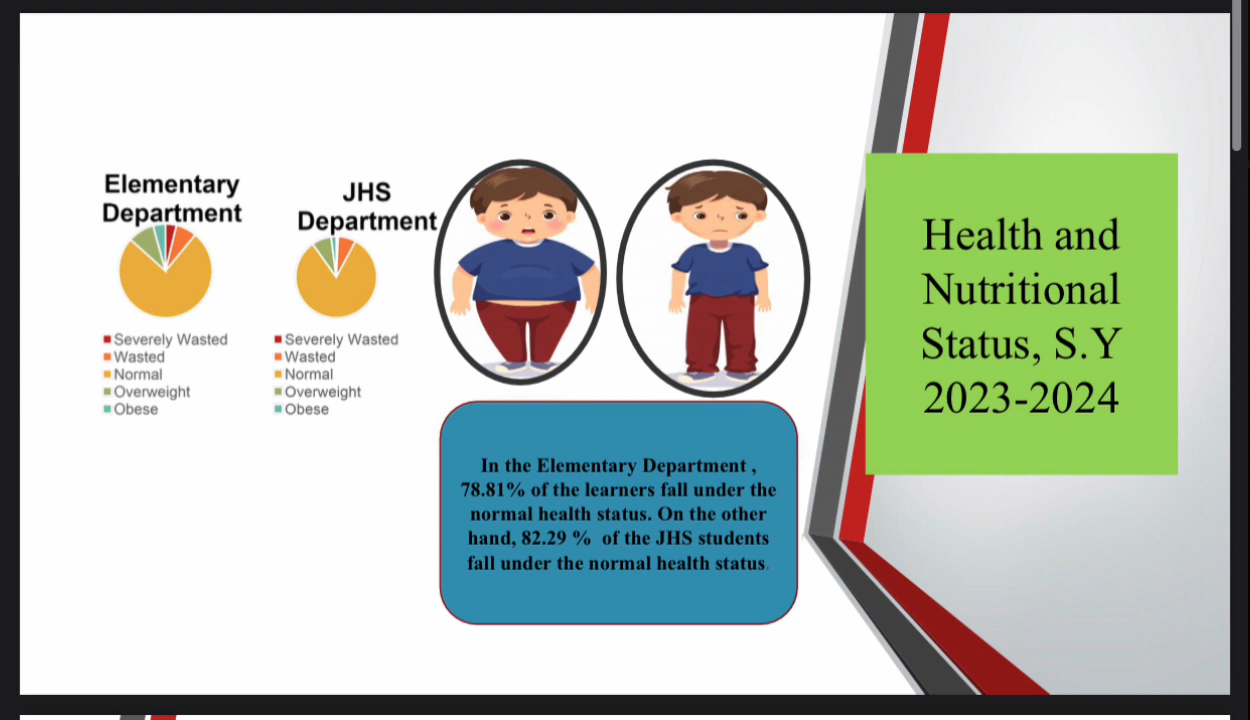 Elementary
Department
Severely Wasted
Wasted
Normal
Overweight
Obese
JHS
Department
Severely Wasted
Wasted
Normal
Overweight
Obese
In the Elementary Department ,
78.81% of the learners fall under the
normal health status. On the other
hand, 82.29 % of the JHS students
fall under the normal health status.
Health and
Nutritional
Status, S.Y
2023-2024